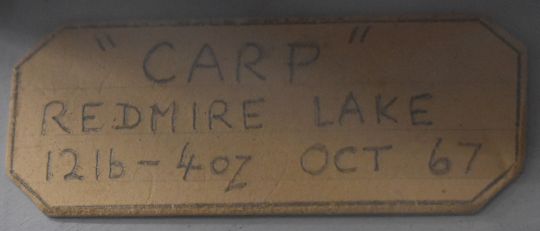 "CARP"
REDMIRE LAKE
12lb-4oz OCT 67